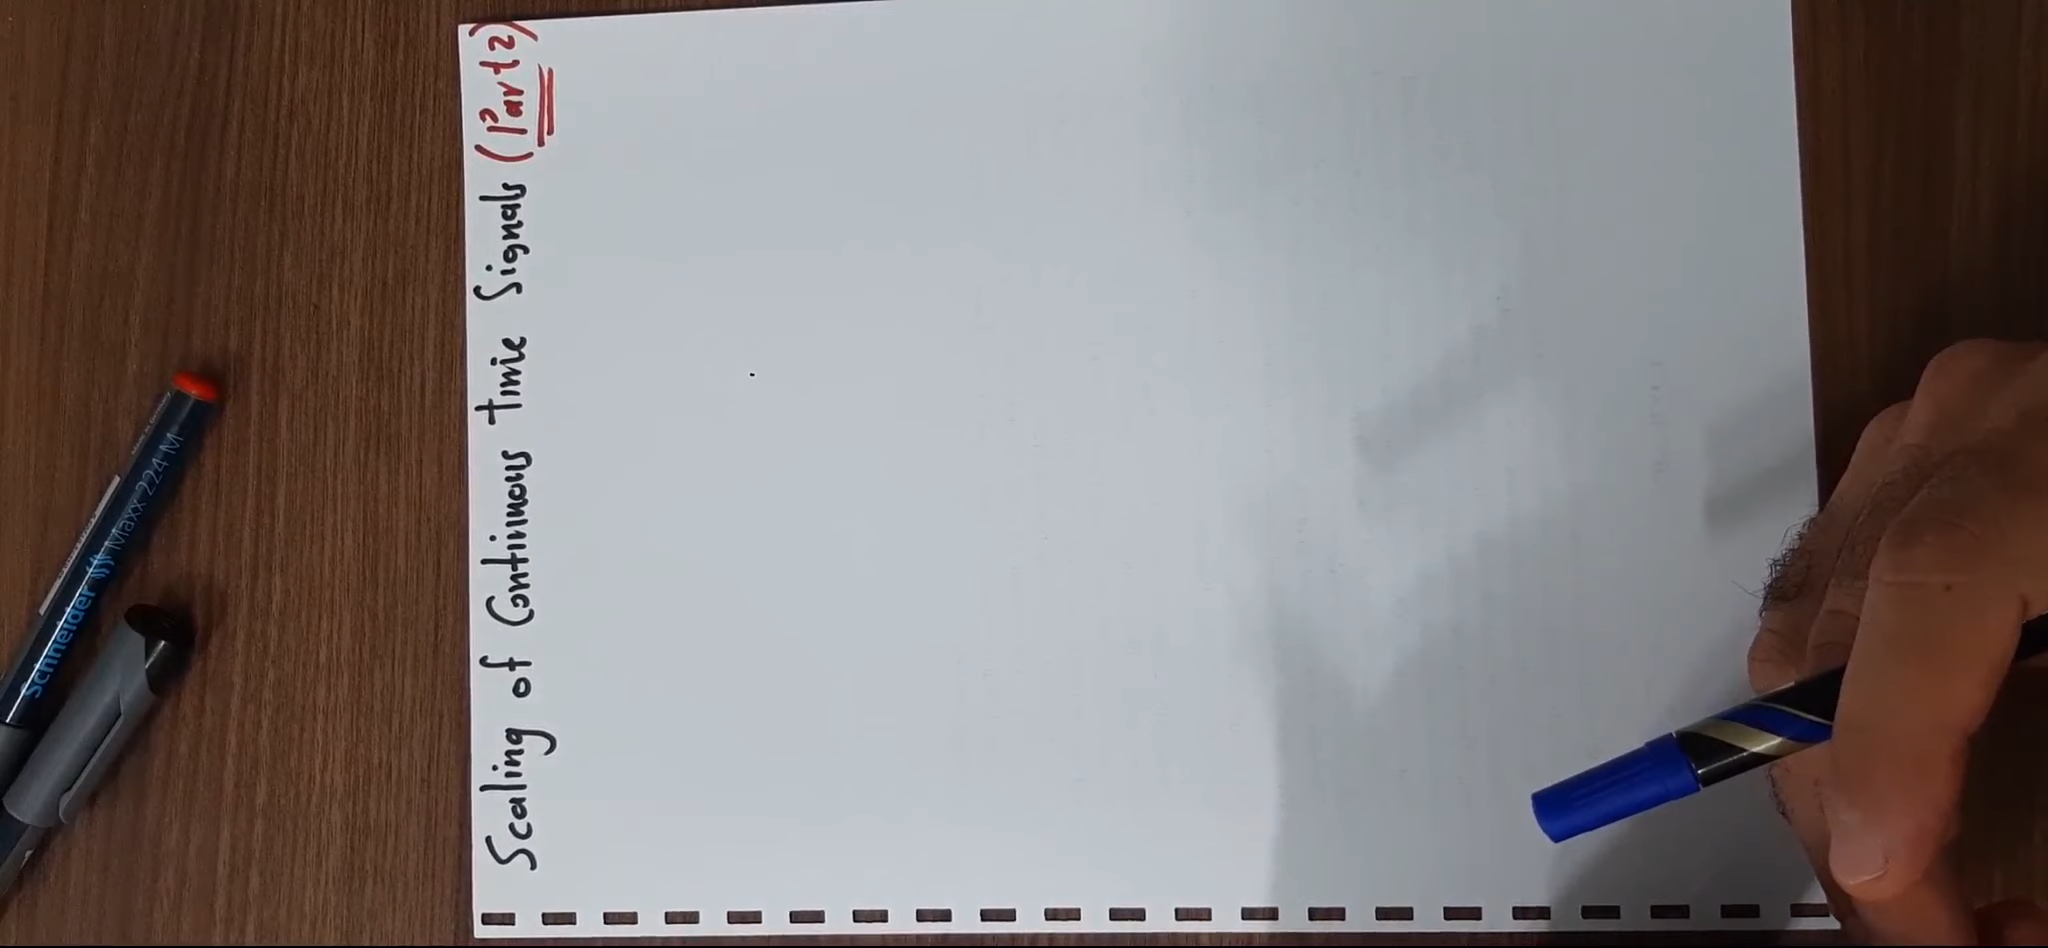 Scaling of Continuous time Signals (Part 2)
Schneider Maxx 224 M